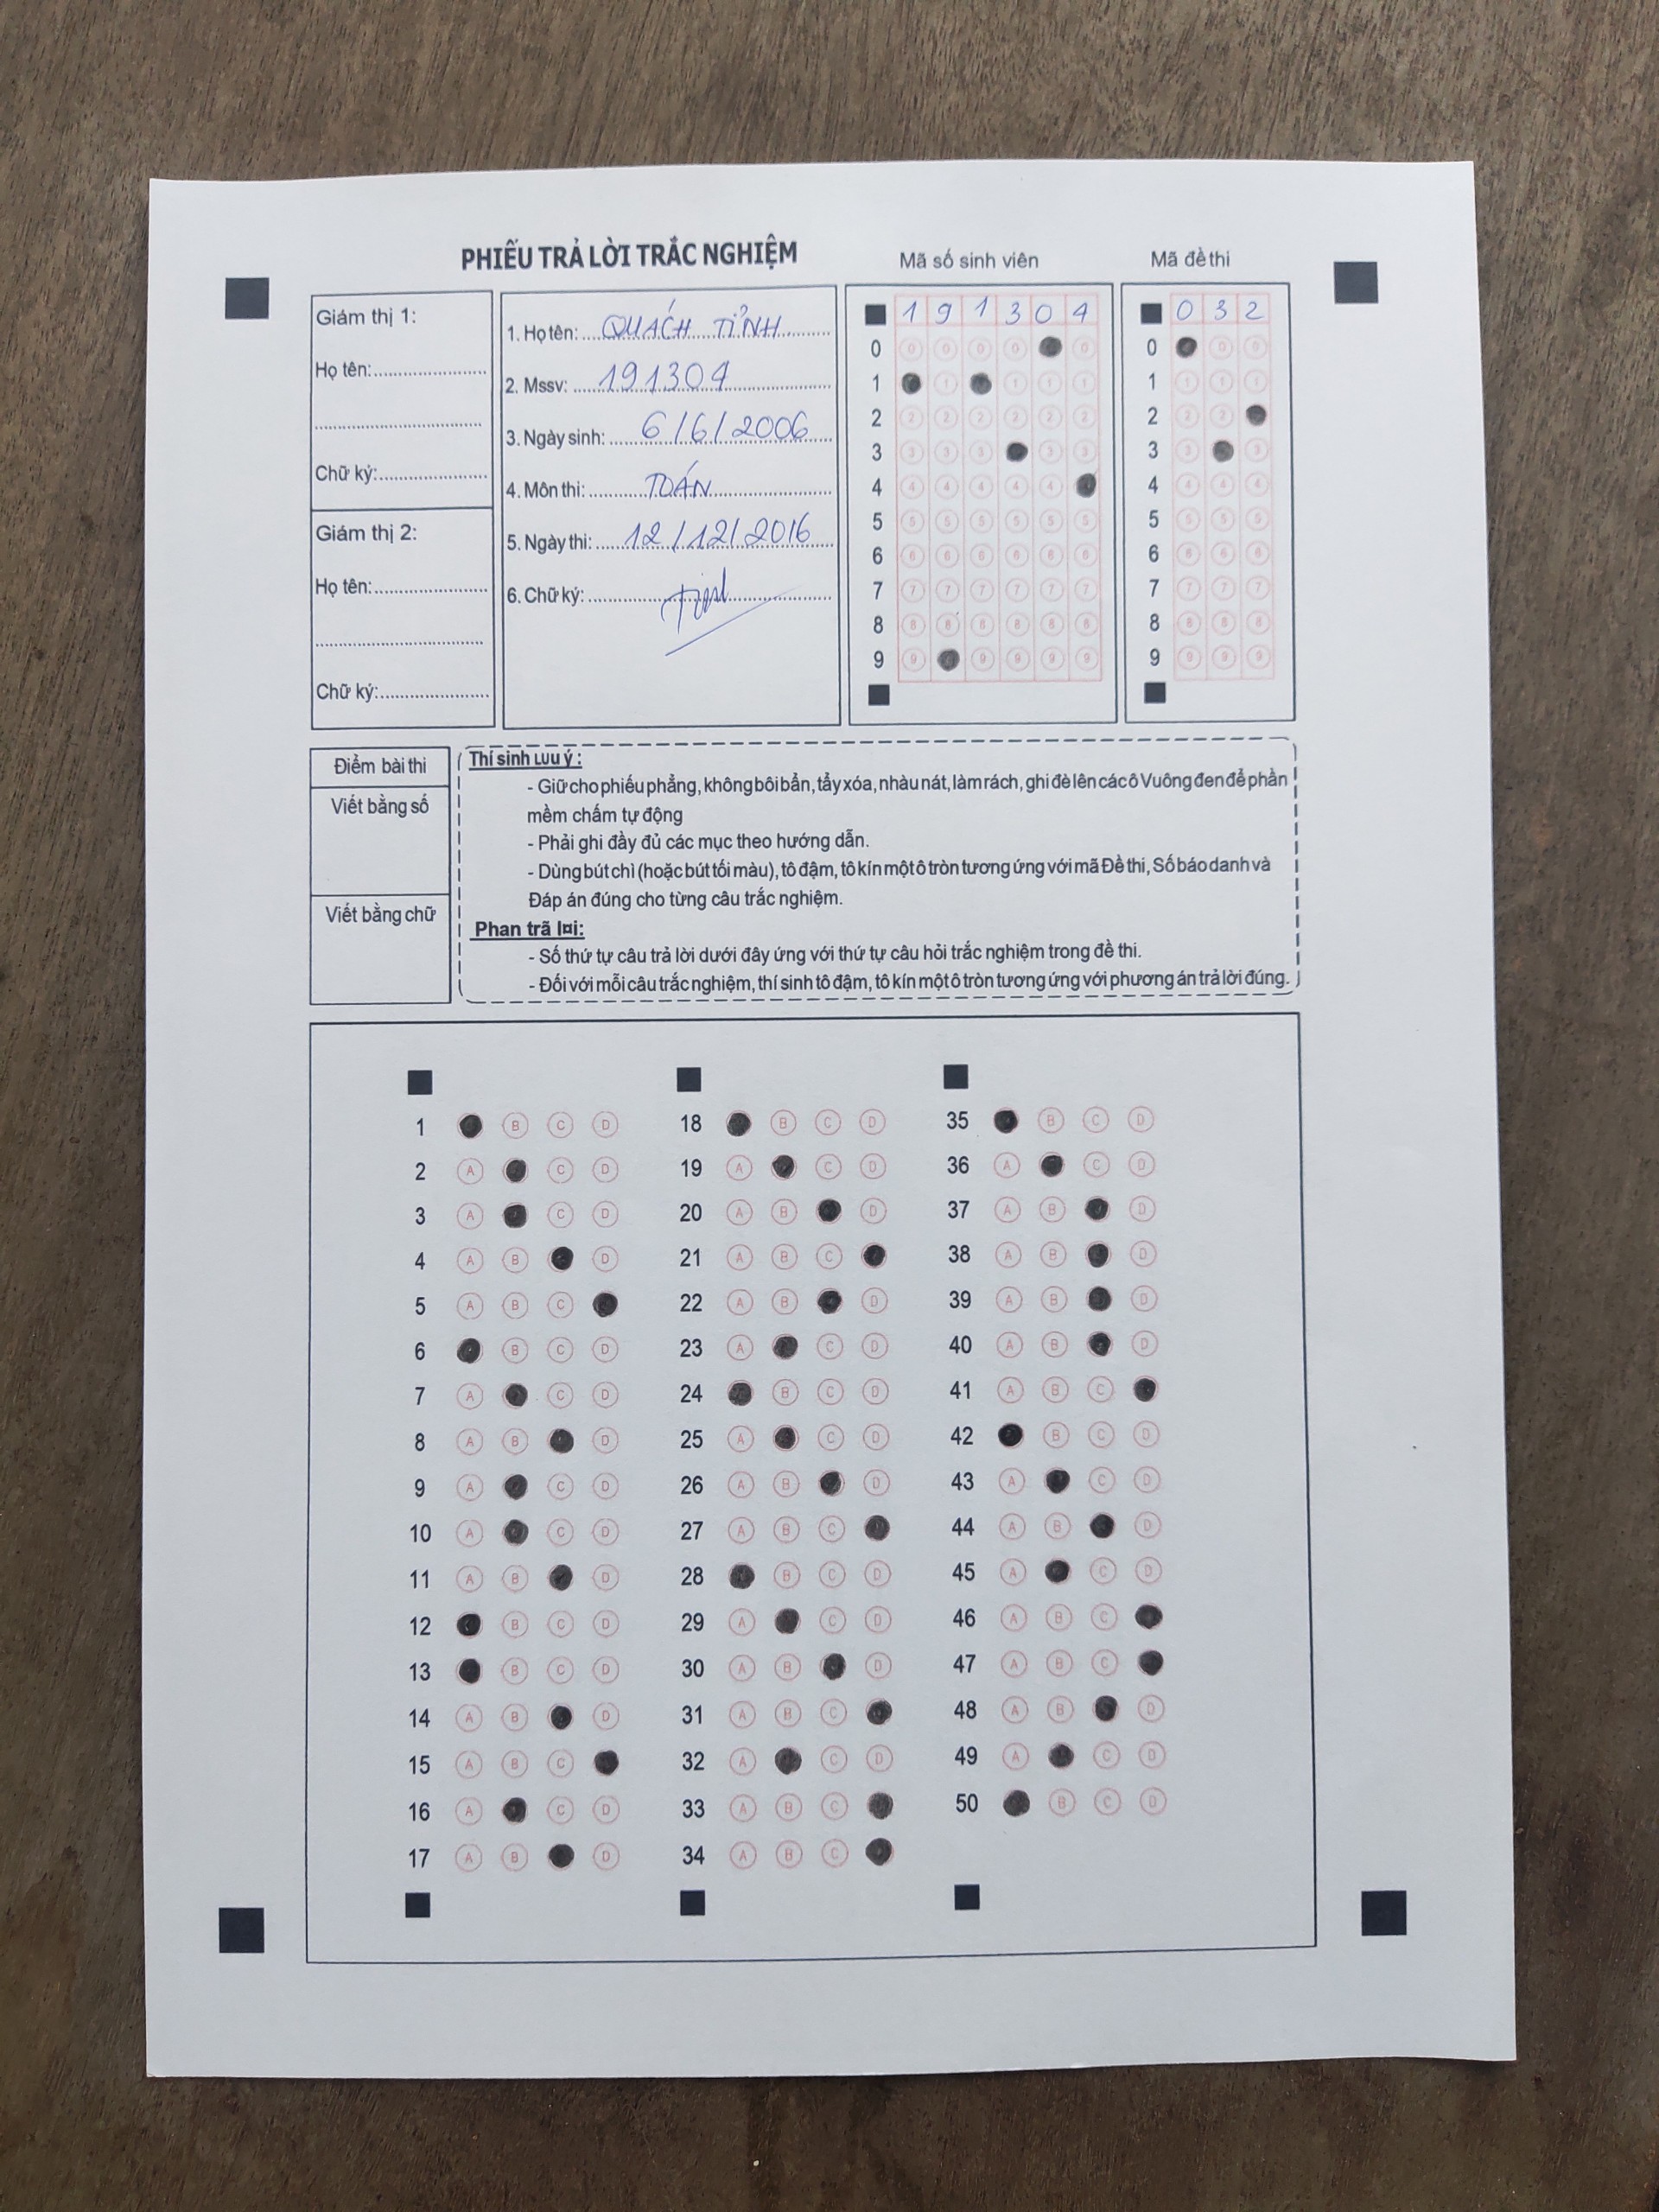 PHIẾU TRẢ LỜI TRẮC NGHIỆM
Mã số sinh viên
Mã đề thi
Giám thị 1:
Họ tên:
Chữ ký:
Giám thị 2:
Họ tên:
Chữ ký:
1. Họ tên: QUÁCH TỈNH
2. Mssv: 191304
3. Ngày sinh: 6/6/2006
4. Môn thi: TOÁN
5. Ngày thi: 12/12/2016
6. Chữ ký:
1 9 1 3 0 4
0 0 0 0 0
1 1 1 1 1
2 2 2 2 2 2 2
3 3 3 3 3 3
4 4 4 4 4 4
5 5 5 5 5 5 5
6 6 6 6 6 6 6
7 7 7 7 7 7 7
8 8 8 8 8 8 8
9 9 9 9 9 9
0 3 2
0 0 0
1 1 1 1
2 2 2
3 3 3
4 4 4 4
5 5 5 5
6 6 6 6
7 7 7 7
8 8 8 8
9 9 9 9
Điểm bài thi
Viết bằng số
Viết bằng chữ
Thí sinh Lưu ý:
- Giữ cho phiếu phẳng, không bôi bẩn, tẩy xóa, nhàu nát, làm rách, ghi đè lên các ô Vuông đen để phần
mềm chấm tự động
- Phải ghi đầy đủ các mục theo hướng dẫn.
- Dùng bút chì (hoặc bút tối màu), tô đậm, tô kín một ô tròn tương ứng với mã Đề thi, Số báo danh và
Đáp án đúng cho từng câu trắc nghiệm.
Phan trã l¤i:
- Số thứ tự câu trả lời dưới đây ứng với thứ tự câu hỏi trắc nghiệm trong đề thi.
- Đối với mỗi câu trắc nghiệm, thí sinh tô đậm, tô kín một ô tròn tương ứng với phương án trả lời đúng.
1 B C D
2 A C D
3 A C D
4 A B D
5 A B C
6 B C D
7 A C D
8 A B D
9 A C D
10 A C D
11 A B D
12 B C D
13 B C D
14 A B D
15 A B C
16 A C D
17 A B D
18 B C D
19 A C D
20 A B D
21 A B C
22 A B D
23 A C D
24 B C D
25 A C D
26 A B D
27 A B C
28 B C D
29 A C D
30 A B D
31 A B C
32 A C D
33 A B C
34 A B C
35 B C D
36 A C D
37 A B D
38 A B D
39 A B D
40 A B D
41 A B C
42 B C D
43 A C D
44 A B D
45 A C D
46 A B C
47 A B C
48 A B D
49 A C D
50 B C D